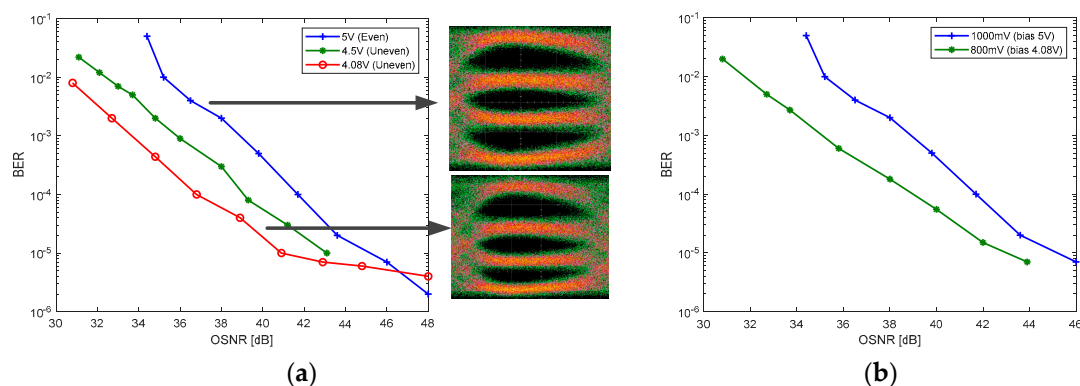 10^-1
10^-2
10^-3
10^-4
10^-5
10^-6
BER
30 32 34 36 38 40 42 44 46 48
OSNR [dB]
5V (Even)
4.5V (Uneven)
4.08V (Uneven)
(a)
10^-1
10^-2
10^-3
10^-4
10^-5
10^-6
BER
30 32 34 36 38 40 42 44 46
OSNR [dB]
1000mV (bias 5V)
800mV (bias 4.08V)
(b)